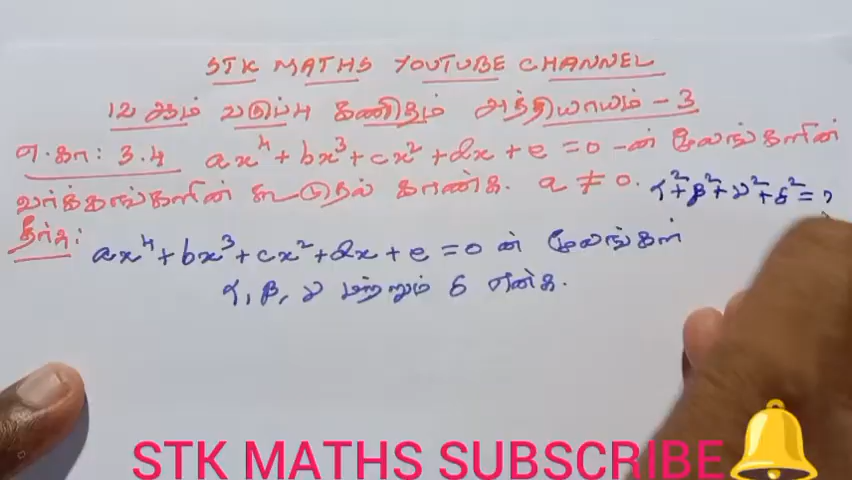 STK MATHS YOUTUBE CHANNEL
12 ஆம் வகுப்பு கணிதம் அத்தியாயம் - 3
எ.கா: 3.4 ax⁴+bx³+cx²+dx+e=0 -ன் மூலங்களின்
வர்க்கங்களின் கூடுதல் காண்க. a ≠ 0. α²+β²+γ²+δ²=?
தீர்வு:
ax⁴+bx³+cx²+dx+e=0 ன் மூலங்கள்
α, β, γ மற்றும் δ என்க.
STK MATHS SUBSCRIBE